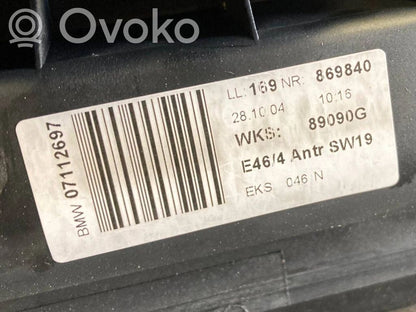 Ovoko
LL: 169 NR: 869840
28.10.04 10:16
WKS: 89090G
E46/4 Antr SW19
EKS 046 N
BMW 07112697